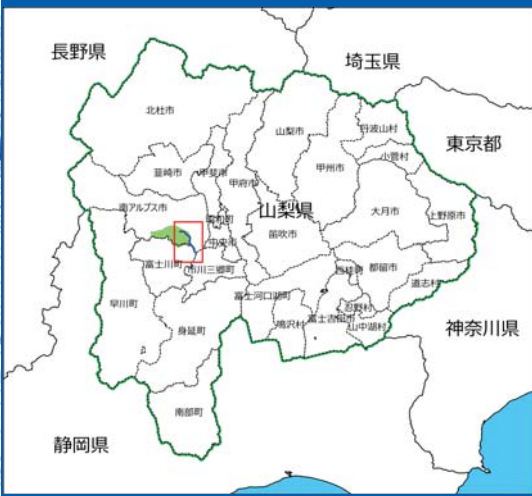 長野県
埼玉県
北杜市
山梨市
丹波山村
東京都
小菅村
韮崎市
甲斐市
甲州市
甲府市
南アルプス市
昭和町
山梨県
大月市
上野原市
中央市
笛吹市
富士川町
市川三郷町
西桂町
都留市
道志村
早川町
富士河口湖町
忍野村
鳴沢村
富士吉田市
山中湖村
身延町
神奈川県
南部町
静岡県